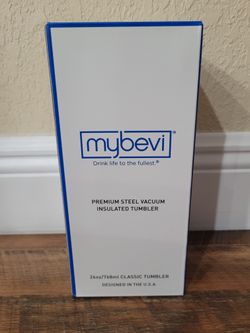 mybevi®
Drink life to the fullest.®
PREMIUM STEEL VACUUM
INSULATED TUMBLER
26oz/768ml CLASSIC TUMBLER
DESIGNED IN THE U.S.A